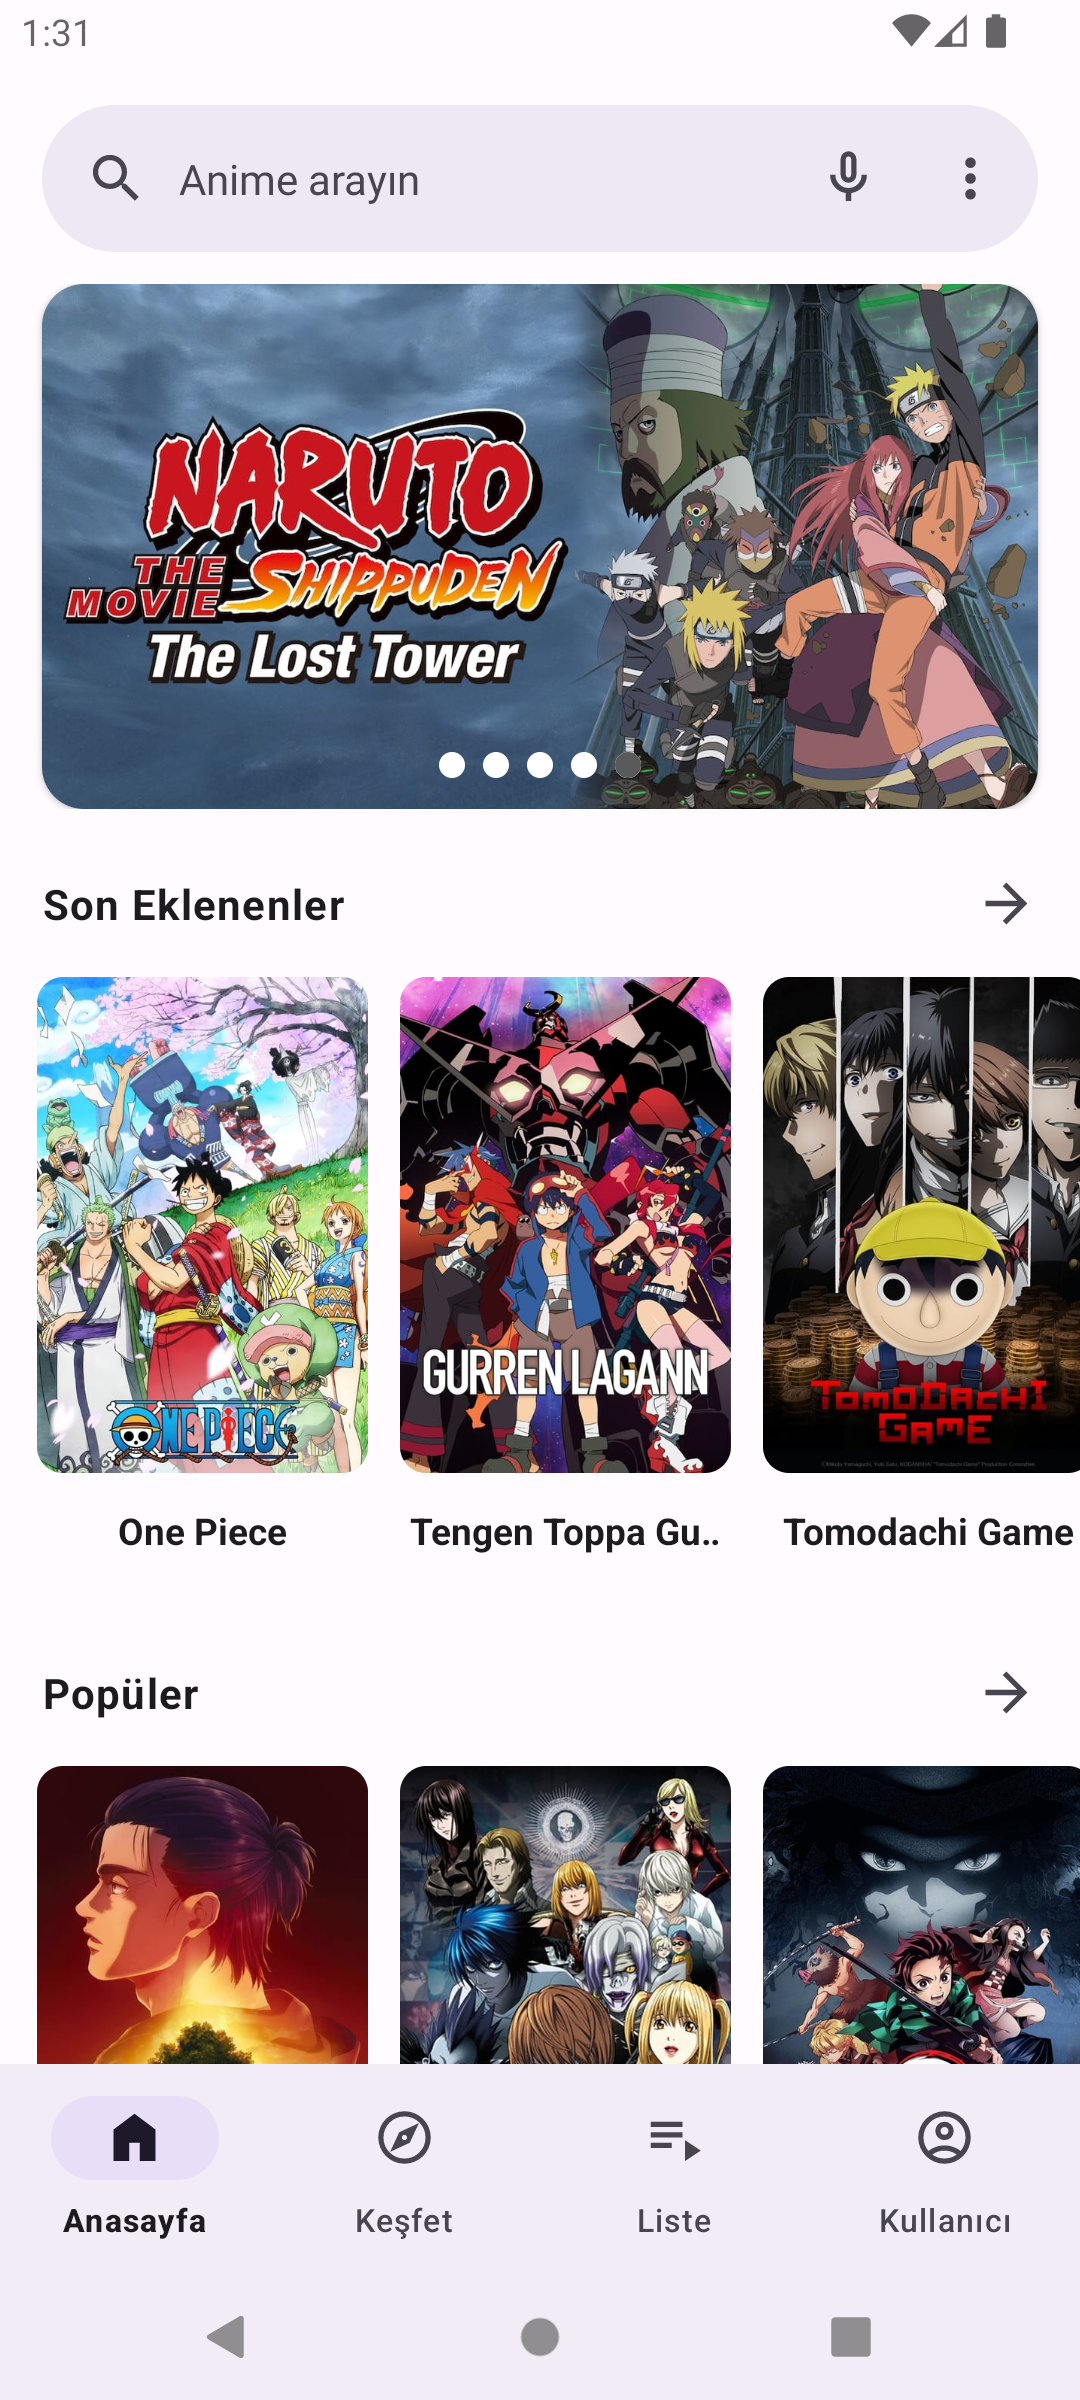 1:31
Anime arayın
NARUTO
THE MOVIE SHIPPUDEN
The Lost Tower
Son Eklenenler
ONE PIECE
GURREN LAGANN
TOMODACHI GAME
One Piece
Tengen Toppa Gu..
Tomodachi Game
Popüler
Anasayfa
Keşfet
Liste
Kullanıcı